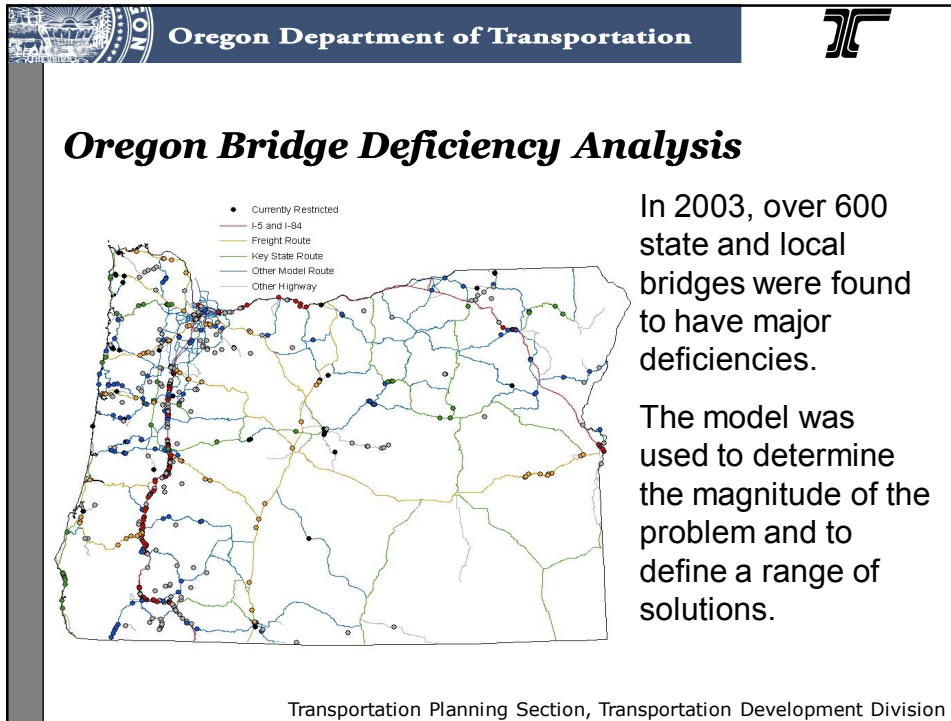 ON
Oregon Department of Transportation
Oregon Bridge Deficiency Analysis
Currently Restricted
I-5 and I-84
Freight Route
Key State Route
Other Model Route
Other Highway
In 2003, over 600
state and local
bridges were found
to have major
deficiencies.
The model was
used to determine
the magnitude of the
problem and to
define a range of
solutions.
Transportation Planning Section, Transportation Development Division